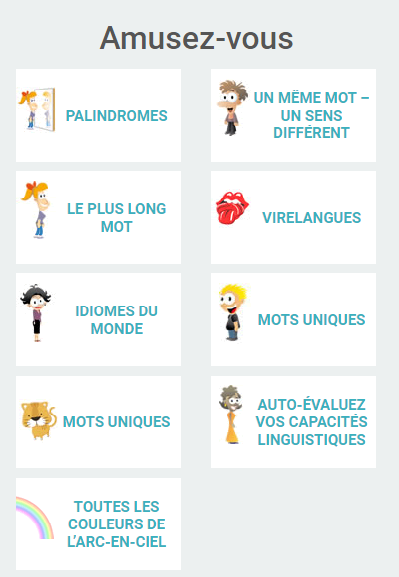 Amusez-vous
PALINDROMES
UN MÊME MOT –
UN SENS
DIFFÉRENT
LE PLUS LONG
MOT
VIRELANGUES
IDIOMES DU
MONDE
MOTS UNIQUES
MOTS UNIQUES
AUTO-ÉVALUEZ
VOS CAPACITÉS
LINGUISTIQUES
TOUTES LES
COULEURS DE
L'ARC-EN-CIEL